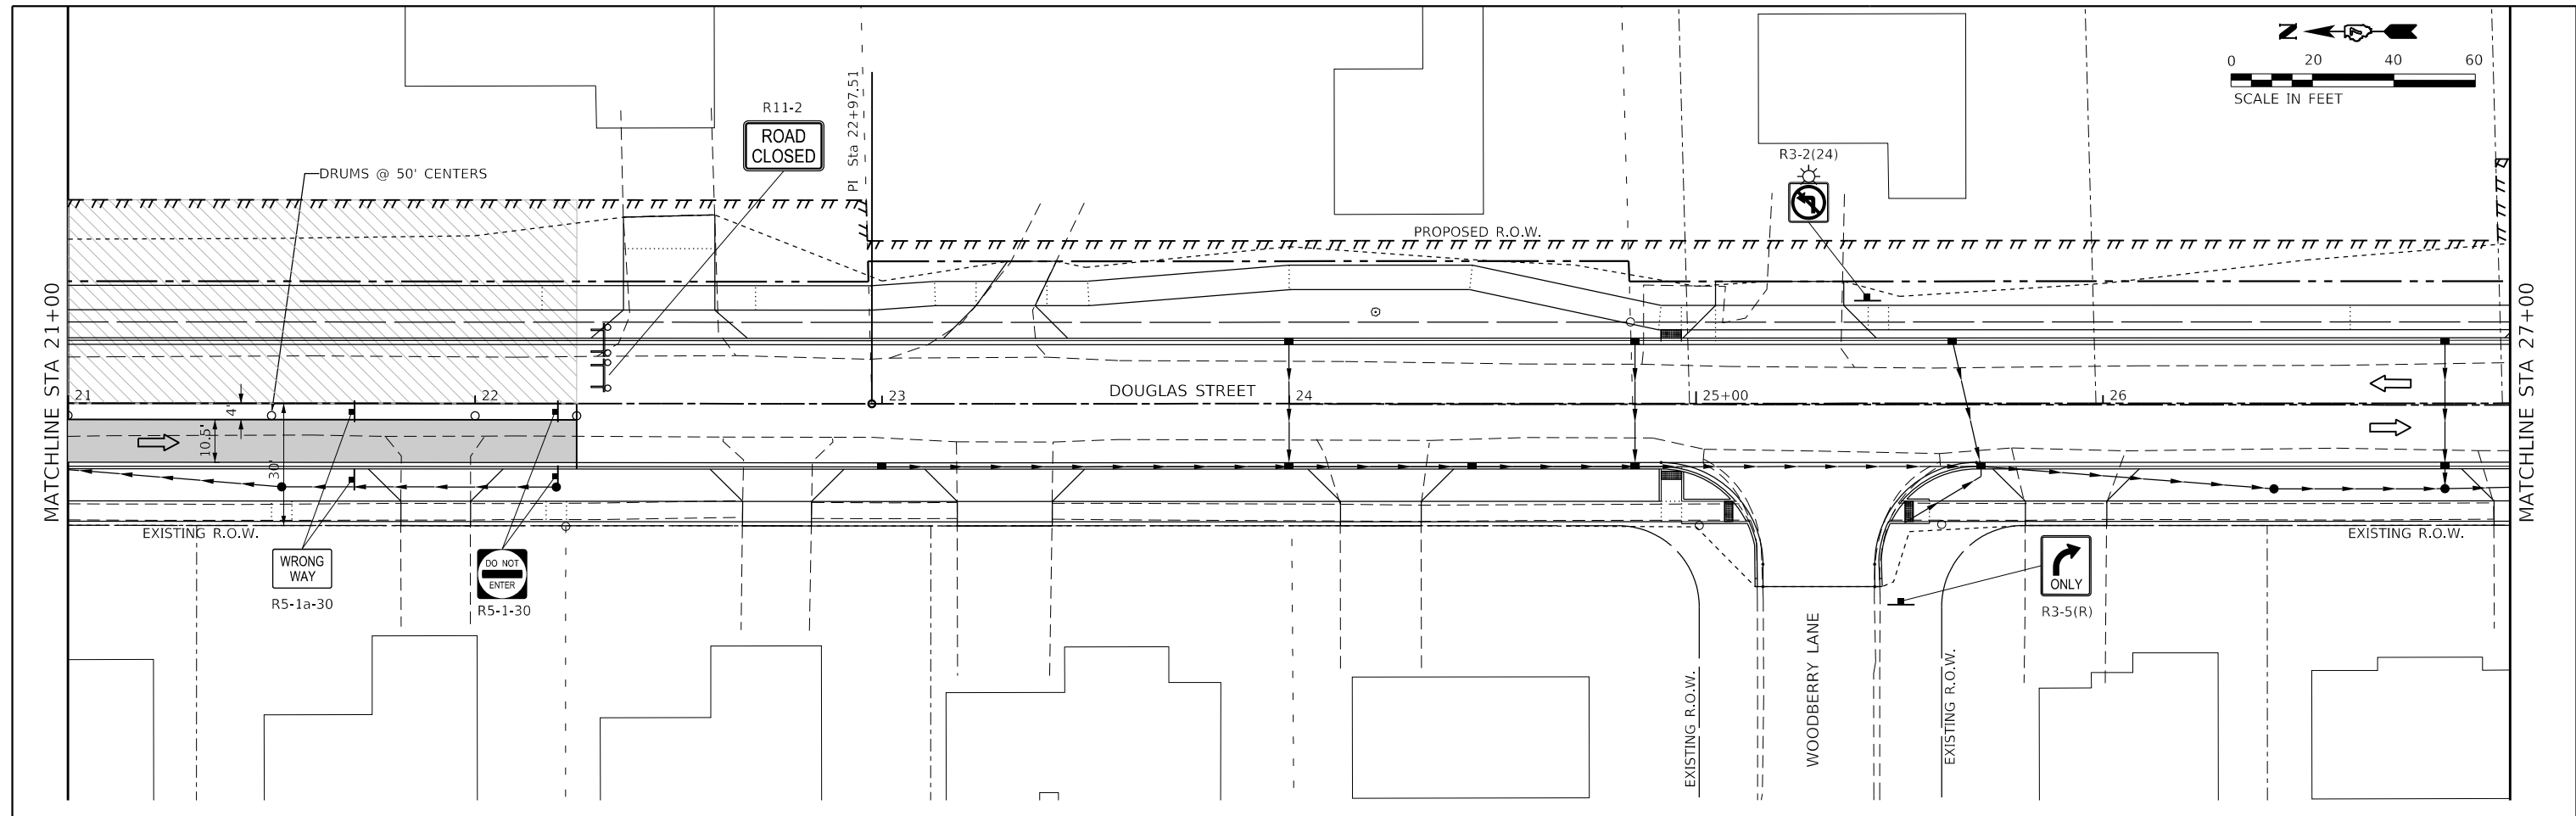 N
0 20 40 60
SCALE IN FEET
R11-2
ROAD
CLOSED
PI Sta 22+97.51
R3-2(24)
DRUMS @ 50' CENTERS
PROPOSED R.O.W.
MATCHLINE STA 21+00
MATCHLINE STA 27+00
DOUGLAS STREET
21
22
23
24
25+00
26
4'
10.5'
30'
EXISTING R.O.W.
EXISTING R.O.W.
WRONG
WAY
R5-1a-30
DO NOT
ENTER
R5-1-30
ONLY
R3-5(R)
EXISTING R.O.W.
WOODBERRY LANE
EXISTING R.O.W.